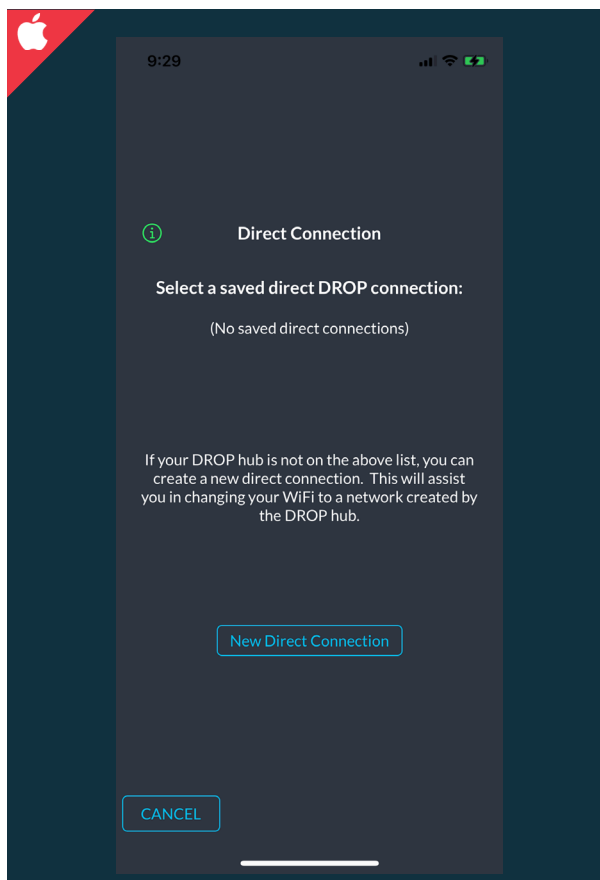 9:29
Direct Connection
Select a saved direct DROP connection:
(No saved direct connections)
If your DROP hub is not on the above list, you can
create a new direct connection.  This will assist
you in changing your WiFi to a network created by
the DROP hub.
New Direct Connection
CANCEL